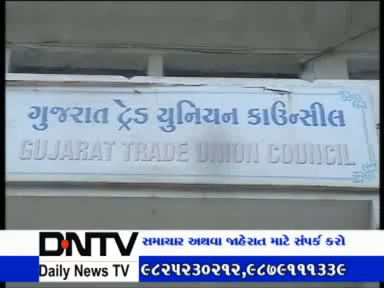 ગુજરાત ટ્રેડ યુનિયન કાઉન્સીલ
GUJARAT TRADE UNION COUNCIL
DNTV
Daily News TV
સમાચાર અથવા જાહેરાત માટે સંપર્ક કરો
૯૮૨૫૨૩૦૨૧૨,૯૮૭૯૧૧૧૩૩૯